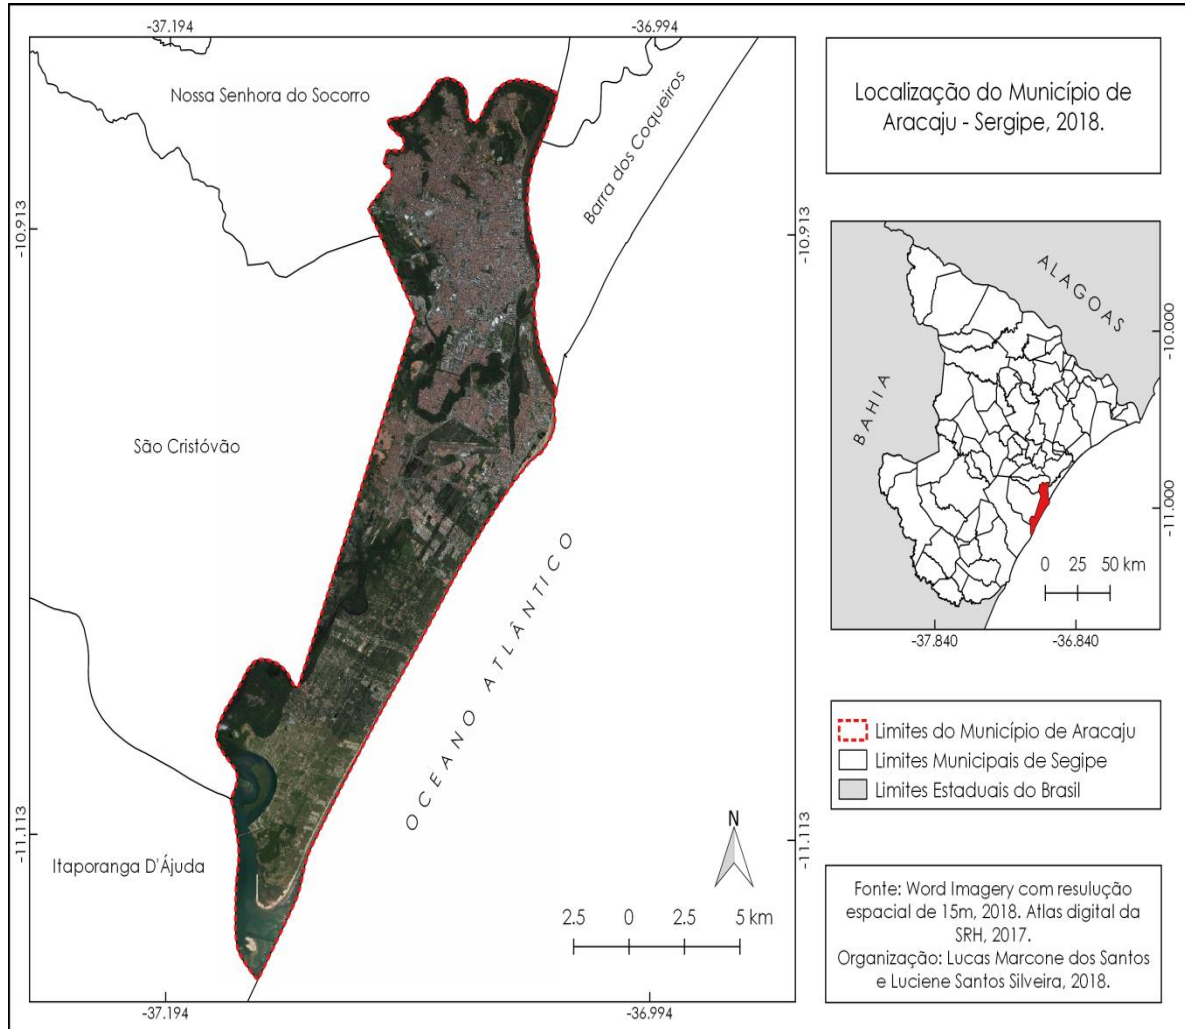 -37.194
-36.994
Nossa Senhora do Socorro
Barra dos Coqueiros
-10.913
-10.913
São Cristóvão
OCEANO ATLÂNTICO
-11.113
-11.113
Itaporanga D'Ájuda
N
2.5 0 2.5 5 km
-37.194
-36.994
Localização do Município de
Aracaju - Sergipe, 2018.
ALAGOAS
BAHIA
-10.000
-11.000
0 25 50 km
-37.840
-36.840
Limites do Município de Aracaju
Limites Municipais de Segipe
Limites Estaduais do Brasil
Fonte: Word Imagery com resulução
espacial de 15m, 2018. Atlas digital da
SRH, 2017.
Organização: Lucas Marcone dos Santos
e Luciene Santos Silveira, 2018.